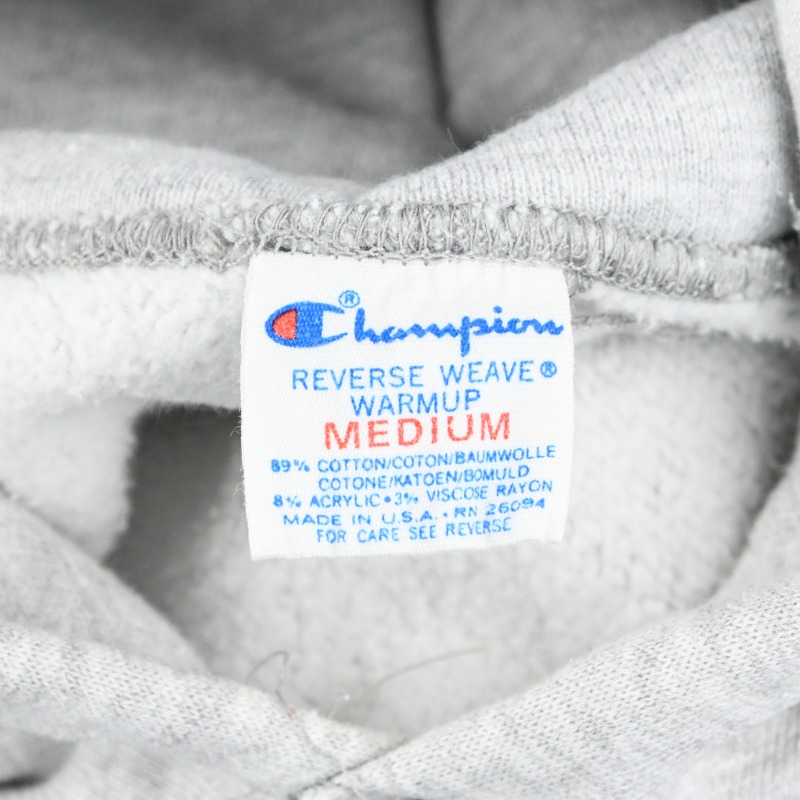 Champion®
REVERSE WEAVE®
WARMUP
MEDIUM
89% COTTON/COTON/BAUMWOLLE
COTONE/KATOEN/BOMULD
8% ACRYLIC•3% VISCOSE RAYON
MADE IN U.S.A. • RN 26094
FOR CARE SEE REVERSE